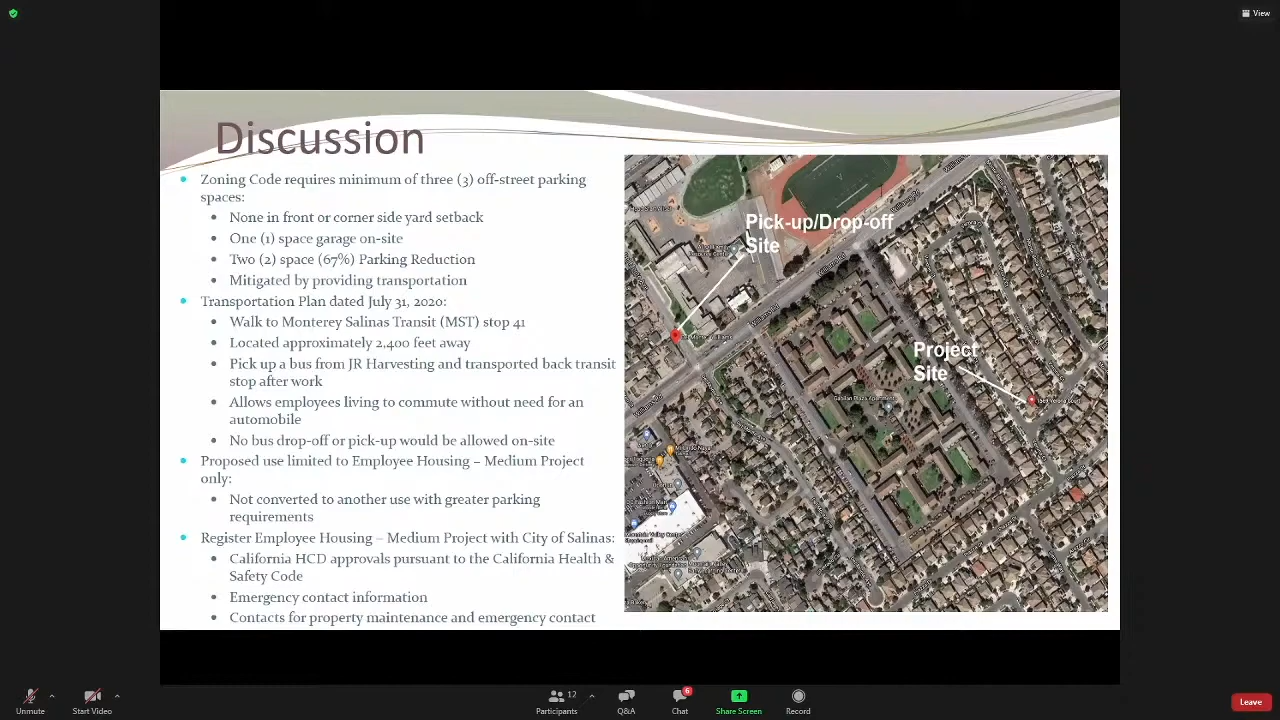 View
Discussion
Zoning Code requires minimum of three (3) off-street parking
spaces:
None in front or corner side yard setback
One (1) space garage on-site
Two (2) space (67%) Parking Reduction
Mitigated by providing transportation
Transportation Plan dated July 31, 2020:
Walk to Monterey Salinas Transit (MST) stop 41
Located approximately 2,400 feet away
Pick up a bus from JR Harvesting and transported back transit
stop after work
Allows employees living to commute without need for an
automobile
No bus drop-off or pick-up would be allowed on-site
Proposed use limited to Employee Housing – Medium Project
only:
Not converted to another use with greater parking
requirements
Register Employee Housing – Medium Project with City of Salinas:
California HCD approvals pursuant to the California Health &
Safety Code
Emergency contact information
Contacts for property maintenance and emergency contact
Pick-up/Drop-off
Site
Project
Site
Williams Rd
Gabilan Plaza Apartment
Unmute
Start Video
12
Participants
Q&A
6
Chat
Share Screen
Record
Leave